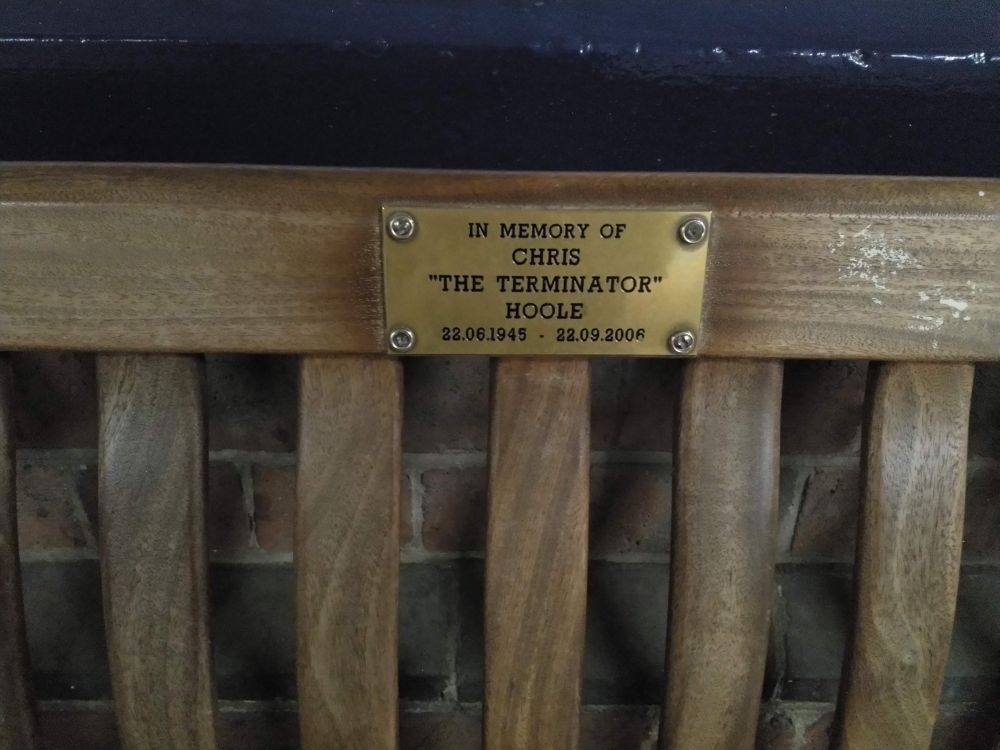 IN MEMORY OF
CHRIS
"THE TERMINATOR"
HOOLE
22.06.1945 - 22.09.2006